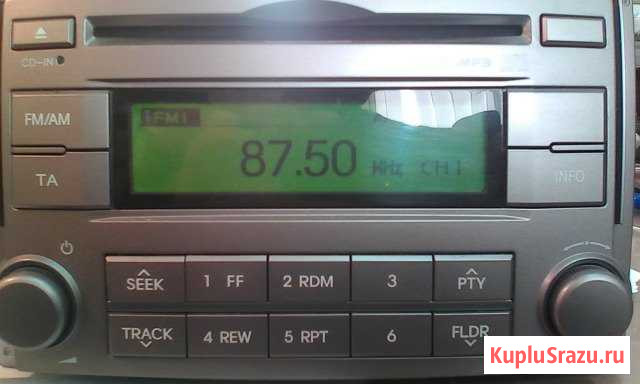 CD-IN
MP3
FM/AM
FM1
87.50 MHz CH1
TA
INFO
SEEK
1 FF
2 RDM
3
PTY
TRACK
4 REW
5 RPT
6
FLDR
KupluSrazu.ru